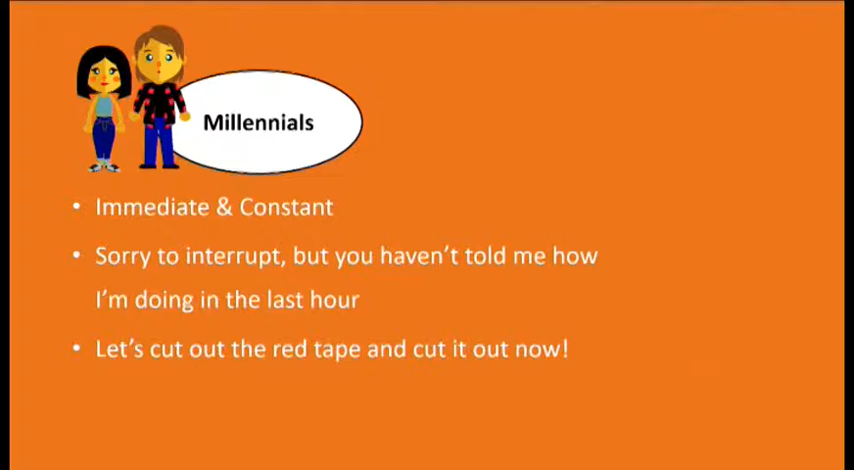 Millennials
• Immediate & Constant
• Sorry to interrupt, but you haven't told me how
I'm doing in the last hour
• Let's cut out the red tape and cut it out now!